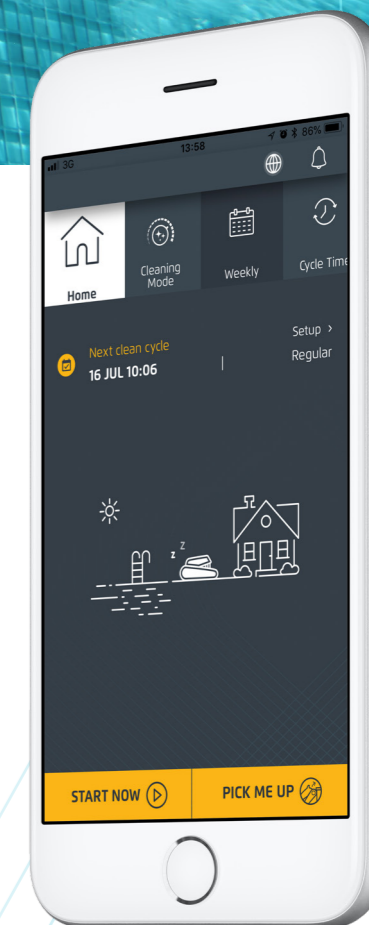 3G
13:58
86%
Home
Cleaning
Mode
Weekly
Cycle Time
Next clean cycle
16 JUL 10:06
Setup >
Regular
z z
START NOW
PICK ME UP